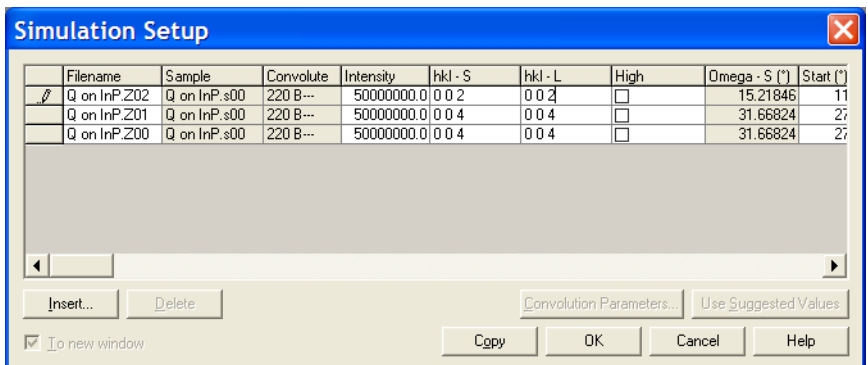 Simulation Setup
Filename Sample Convolute Intensity hkl - S hkl - L High Omega - S (°) Start (°)
Q on InP.Z02 Q on InP.s00 220 B--- 50000000.0 0 0 2 0 0 2 15.21846 11
Q on InP.Z01 Q on InP.s00 220 B--- 50000000.0 0 0 4 0 0 4 31.66824 27
Q on InP.Z00 Q on InP.s00 220 B--- 50000000.0 0 0 4 0 0 4 31.66824 27
Insert... Delete Convolution Parameters... Use Suggested Values
To new window Copy OK Cancel Help